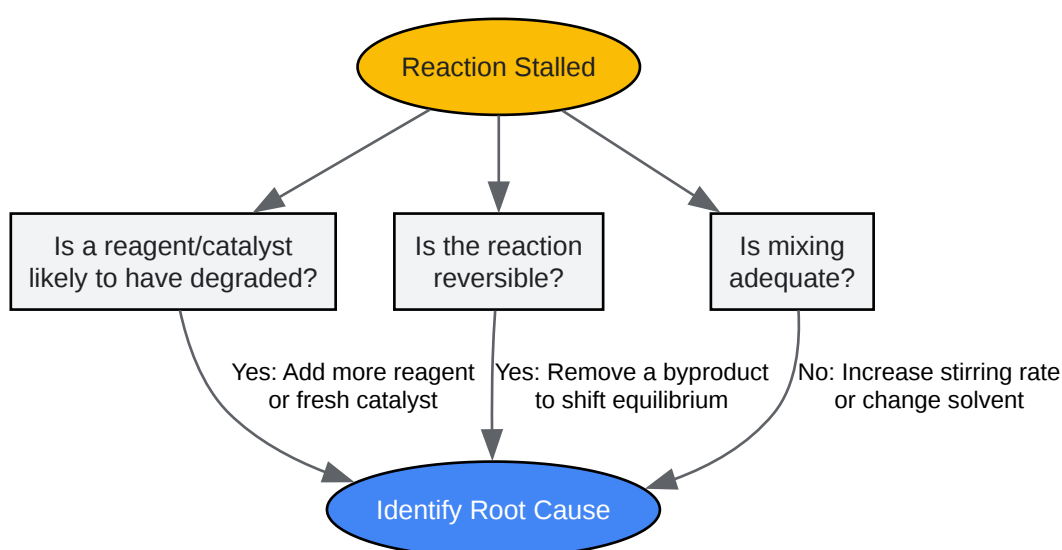 Reaction Stalled
Is a reagent/catalyst
likely to have degraded?
Is the reaction
reversible?
Is mixing
adequate?
Yes: Add more reagent
or fresh catalyst
Yes: Remove a byproduct
to shift equilibrium
No: Increase stirring rate
or change solvent
Identify Root Cause